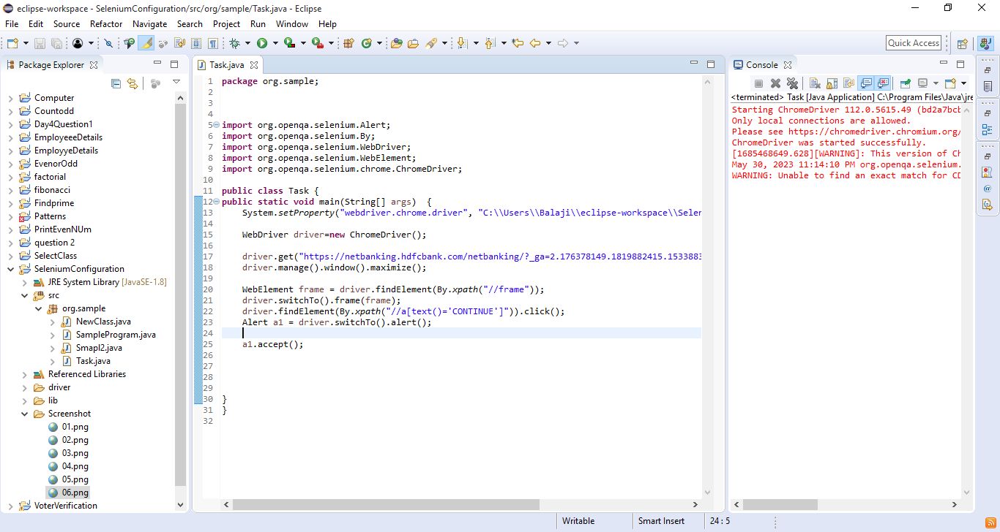 eclipse-workspace - SeleniumConfiguration/src/org/sample/Task.java - Eclipse
File Edit Source Refactor Navigate Search Project Run Window Help
Quick Access
Package Explorer
Computer
Countodd
Day4Question1
EmployeeeDetails
EmployyeDetails
EvenorOdd
factorial
fibonacci
Findprime
Patterns
PrintEvenNUm
question 2
SelectClass
SeleniumConfiguration
JRE System Library [JavaSE-1.8]
src
org.sample
NewClass.java
SampleProgram.java
Smapl2.java
Task.java
Referenced Libraries
driver
lib
Screenshot
01.png
02.png
03.png
04.png
05.png
06.png
VoterVerification
Task.java
1 package org.sample;
2
3
4
5 import org.openqa.selenium.Alert;
6 import org.openqa.selenium.By;
7 import org.openqa.selenium.WebDriver;
8 import org.openqa.selenium.WebElement;
9 import org.openqa.selenium.chrome.ChromeDriver;
10
11 public class Task {
12 public static void main(String[] args)  {
13 System.setProperty("webdriver.chrome.driver", "C:\\Users\\Balaji\\eclipse-workspace\\Selen
14
15 WebDriver driver=new ChromeDriver();
16
17 driver.get("https://netbanking.hdfcbank.com/netbanking/?_ga=2.176378149.1819882415.1533883
18 driver.manage().window().maximize();
19
20 WebElement frame = driver.findElement(By.xpath("//frame"));
21 driver.switchTo().frame(frame);
22 driver.findElement(By.xpath("//a[text()='CONTINUE']")).click();
23 Alert a1 = driver.switchTo().alert();
24
25 a1.accept();
26
27
28
29
30 }
31 }
32
Console
<terminated> Task [Java Application] C:\Program Files\Java\jre
Starting ChromeDriver 112.0.5615.49 (bd2a7bcb
Only local connections are allowed.
Please see https://chromedriver.chromium.org/
ChromeDriver was started successfully.
[1685468649.628][WARNING]: This version of Ch
May 30, 2023 11:14:10 PM org.openqa.selenium.
WARNING: Unable to find an exact match for CD
Writable Smart Insert 24 : 5